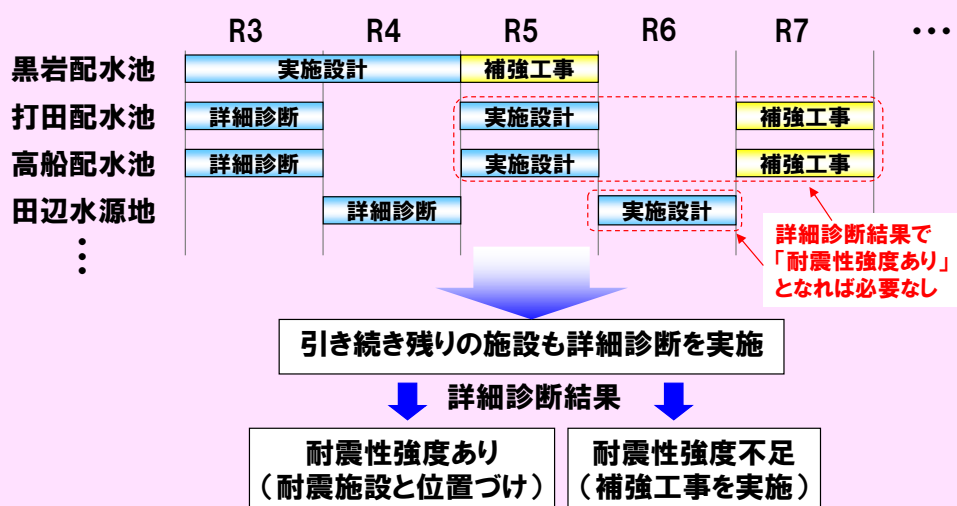 R3 R4 R5 R6 R7 ・・・
黒岩配水池 実施設計 補強工事
打田配水池 詳細診断 実施設計 補強工事
高船配水池 詳細診断 実施設計 補強工事
田辺水源地 詳細診断 実施設計
・・・
詳細診断結果で
「耐震性強度あり」
となれば必要なし
引き続き残りの施設も詳細診断を実施
詳細診断結果
耐震性強度あり
（耐震施設と位置づけ）
耐震性強度不足
（補強工事を実施）